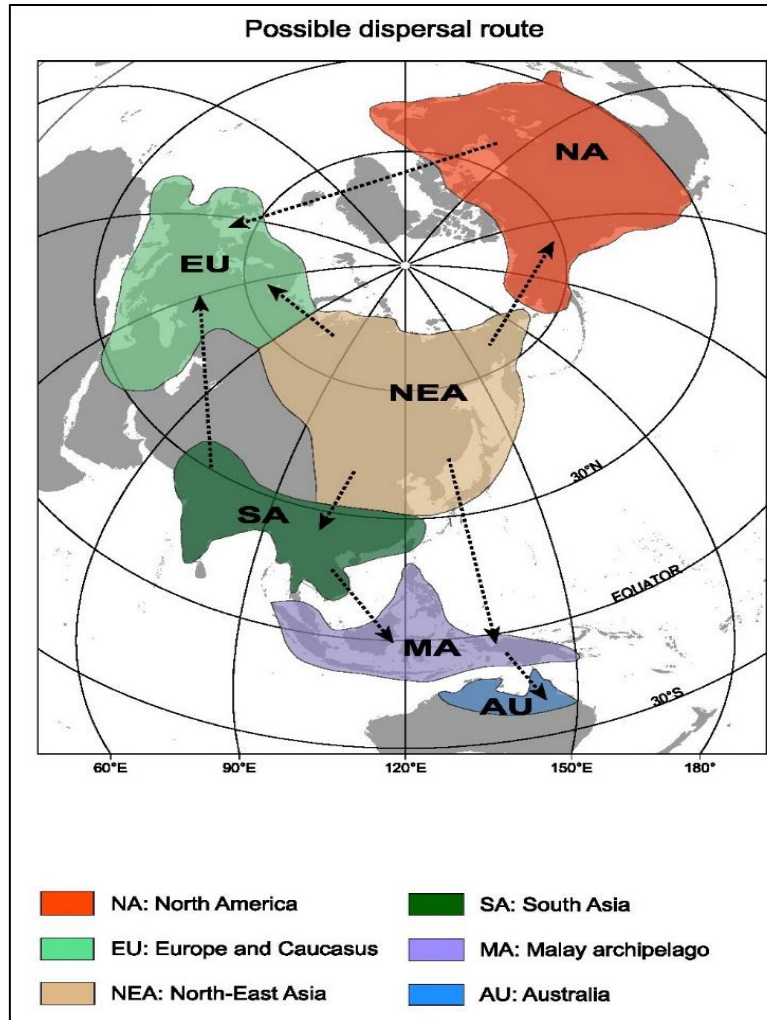 Possible dispersal route
NA
EU
NEA
30°N
SA
EQUATOR
MA
30°S
AU
60°E 90°E 120°E 150°E 180°
NA: North America SA: South Asia
EU: Europe and Caucasus MA: Malay archipelago
NEA: North-East Asia AU: Australia